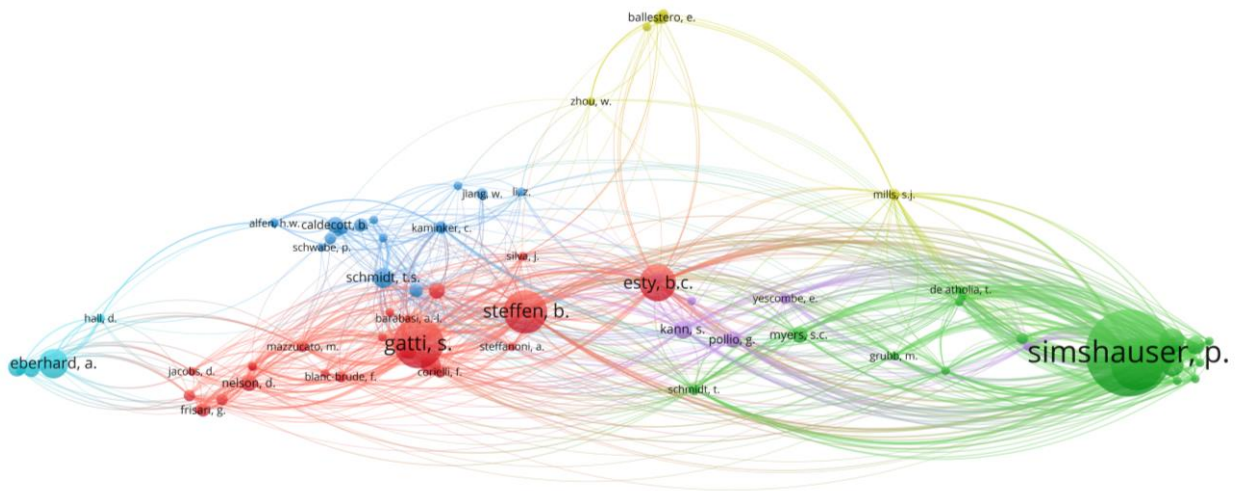 ballestero, e.
zhou, w.
jiang, w.
li, z.
mills, s.j.
alfen, h.w.
caldecott, b.
kaminker, c.
schwabe, p.
silva, j.
schmidt, t.s.
esty, b.c.
de atholia, t.
yescombe, e.
hall, d.
barabasi, a.-l.
steffen, b.
kann, s.
pollio, g.
myers, s.c.
gatti, s.
mazzucato, m.
steffanoni, a.
grubb, m.
simshauser, p.
eberhard, a.
jacobs, d.
nelson, d.
blanc-brude, f.
corielli, f.
schmidt, t.
frisari, g.